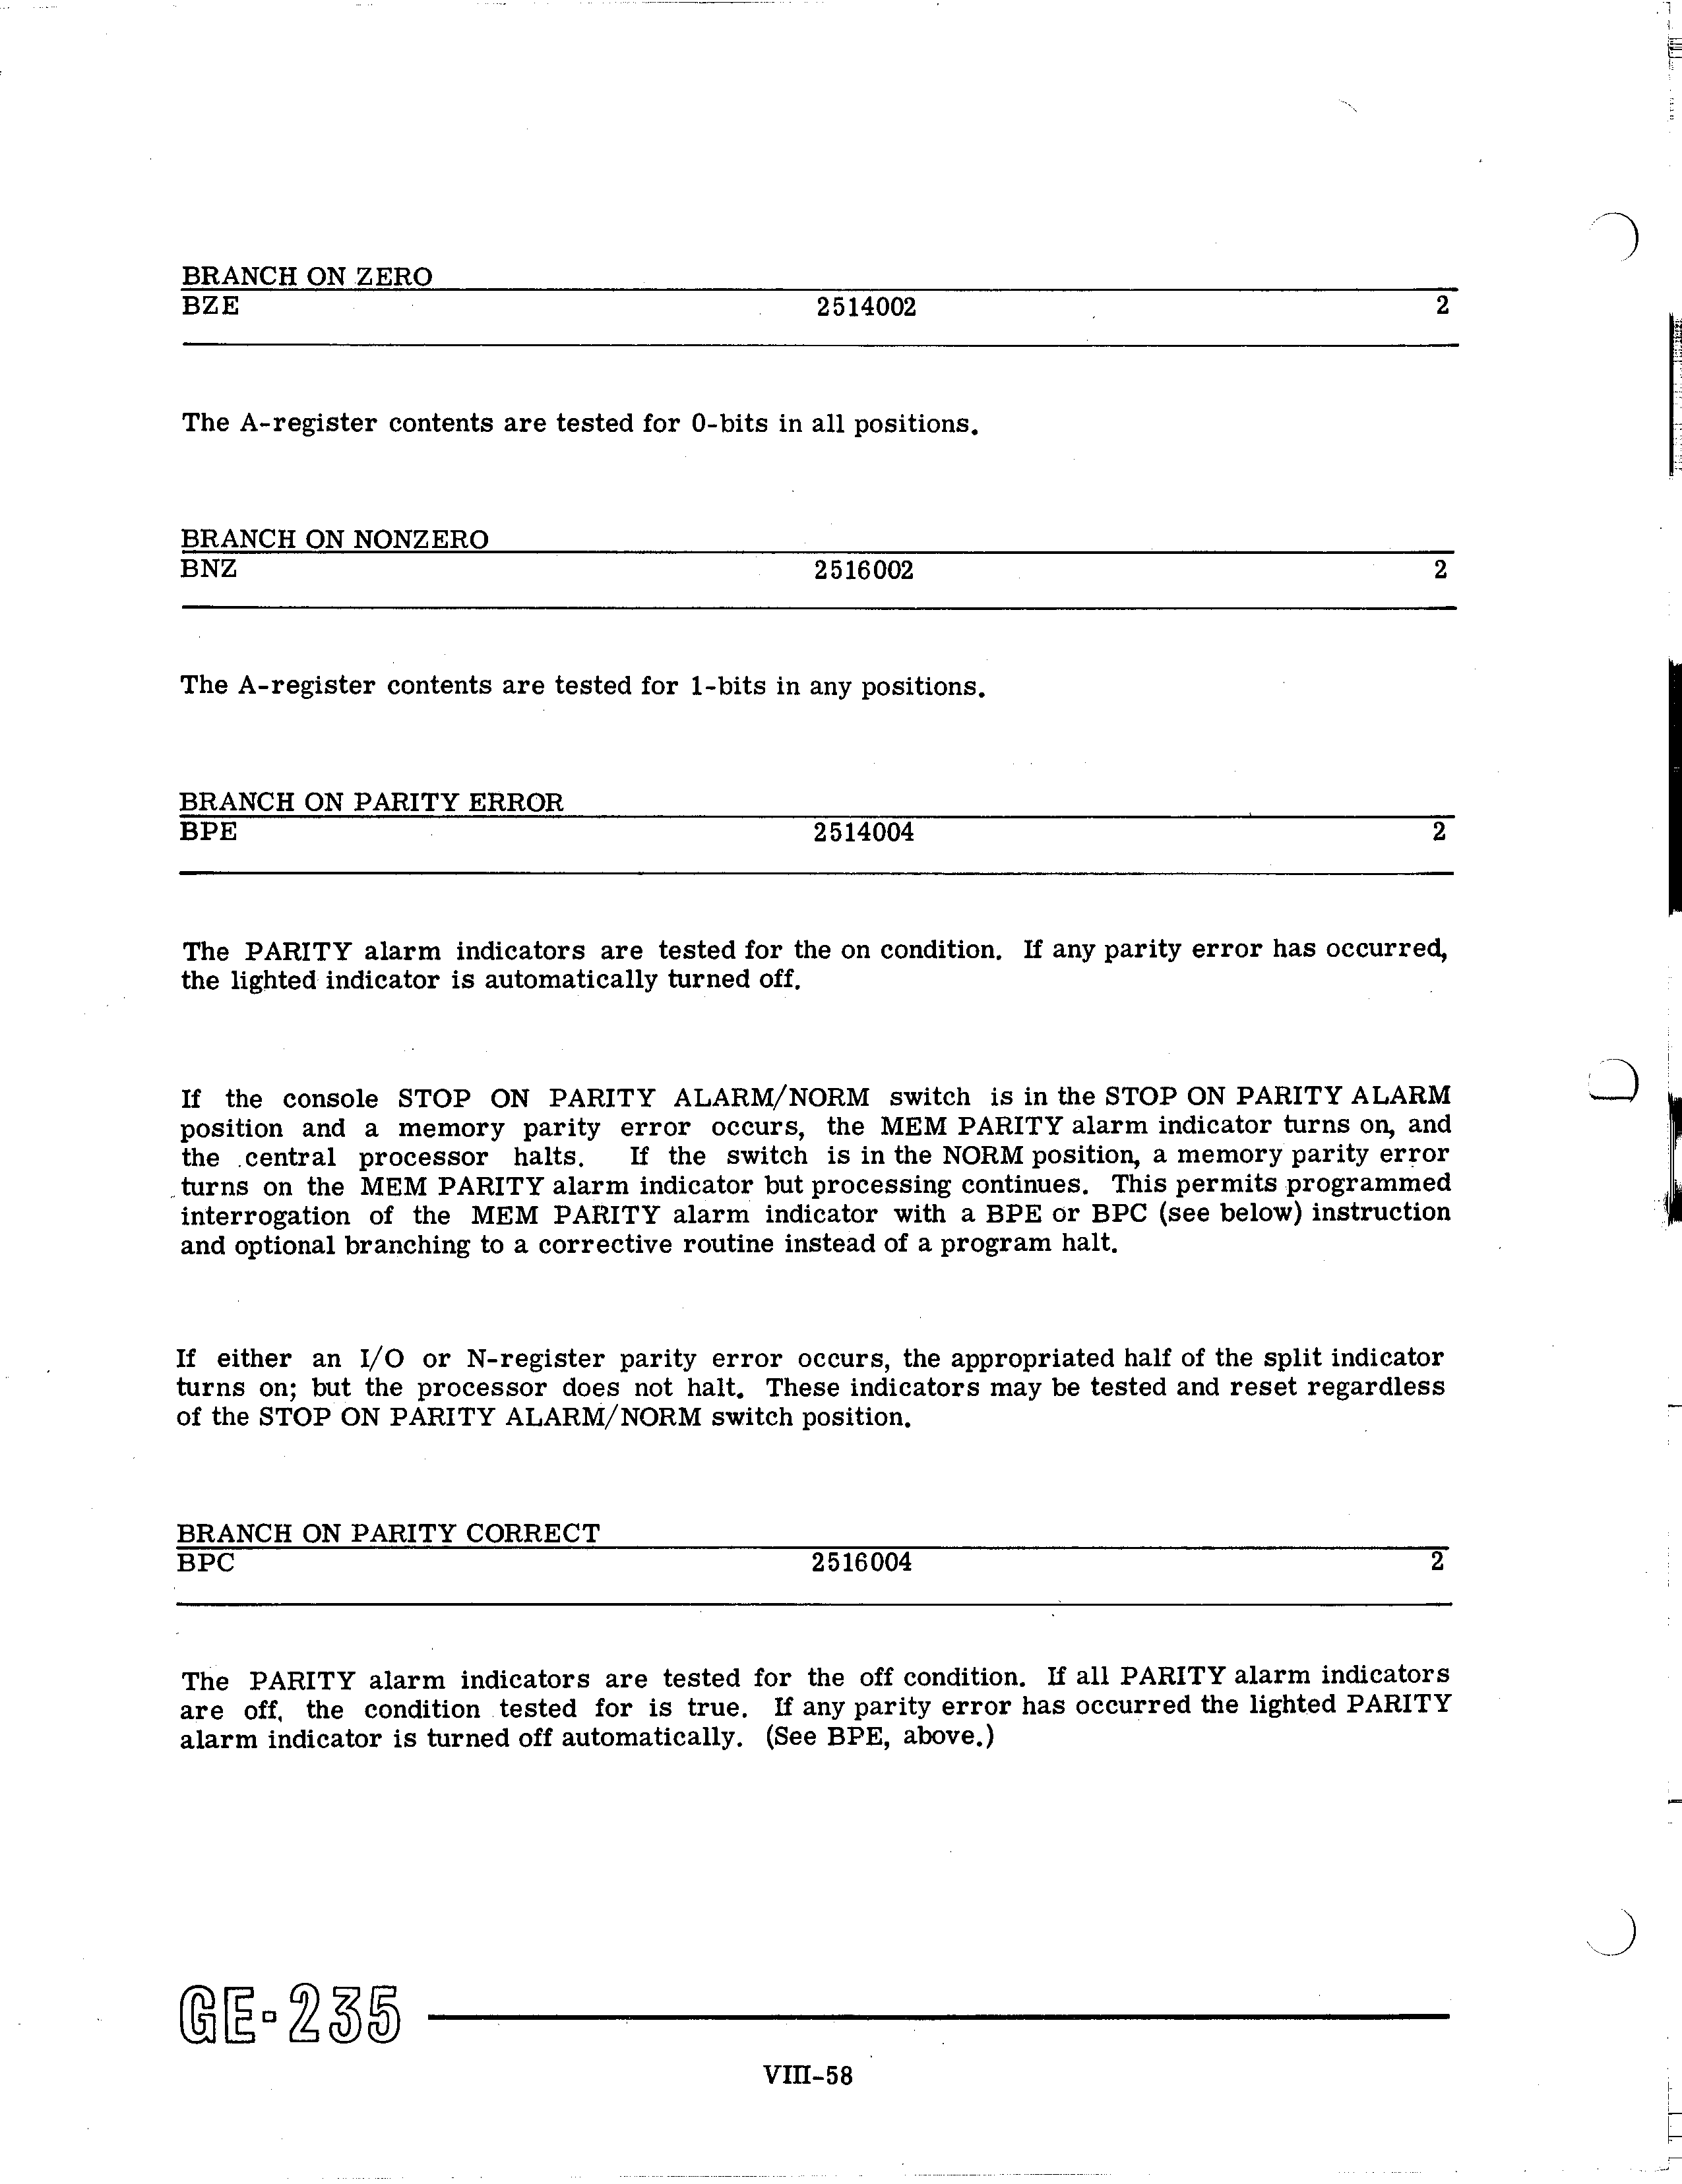 BRANCH ON ZERO
BZE 2514002 2
The A-register contents are tested for 0-bits in all positions.
BRANCH ON NONZERO
BNZ 2516002 2
The A-register contents are tested for 1-bits in any positions.
BRANCH ON PARITY ERROR
BPE 2514004 2
The PARITY alarm indicators are tested for the on condition. If any parity error has occurred,
the lighted indicator is automatically turned off.
If the console STOP ON PARITY ALARM/NORM switch is in the STOP ON PARITY ALARM
position and a memory parity error occurs, the MEM PARITY alarm indicator turns on, and
the central processor halts. If the switch is in the NORM position, a memory parity error
turns on the MEM PARITY alarm indicator but processing continues. This permits programmed
interrogation of the MEM PARITY alarm indicator with a BPE or BPC (see below) instruction
and optional branching to a corrective routine instead of a program halt.
If either an I/O or N-register parity error occurs, the appropriated half of the split indicator
turns on; but the processor does not halt. These indicators may be tested and reset regardless
of the STOP ON PARITY ALARM/NORM switch position.
BRANCH ON PARITY CORRECT
BPC 2516004 2
The PARITY alarm indicators are tested for the off condition. If all PARITY alarm indicators
are off, the condition tested for is true. If any parity error has occurred the lighted PARITY
alarm indicator is turned off automatically. (See BPE, above.)
GE-235
VIII-58